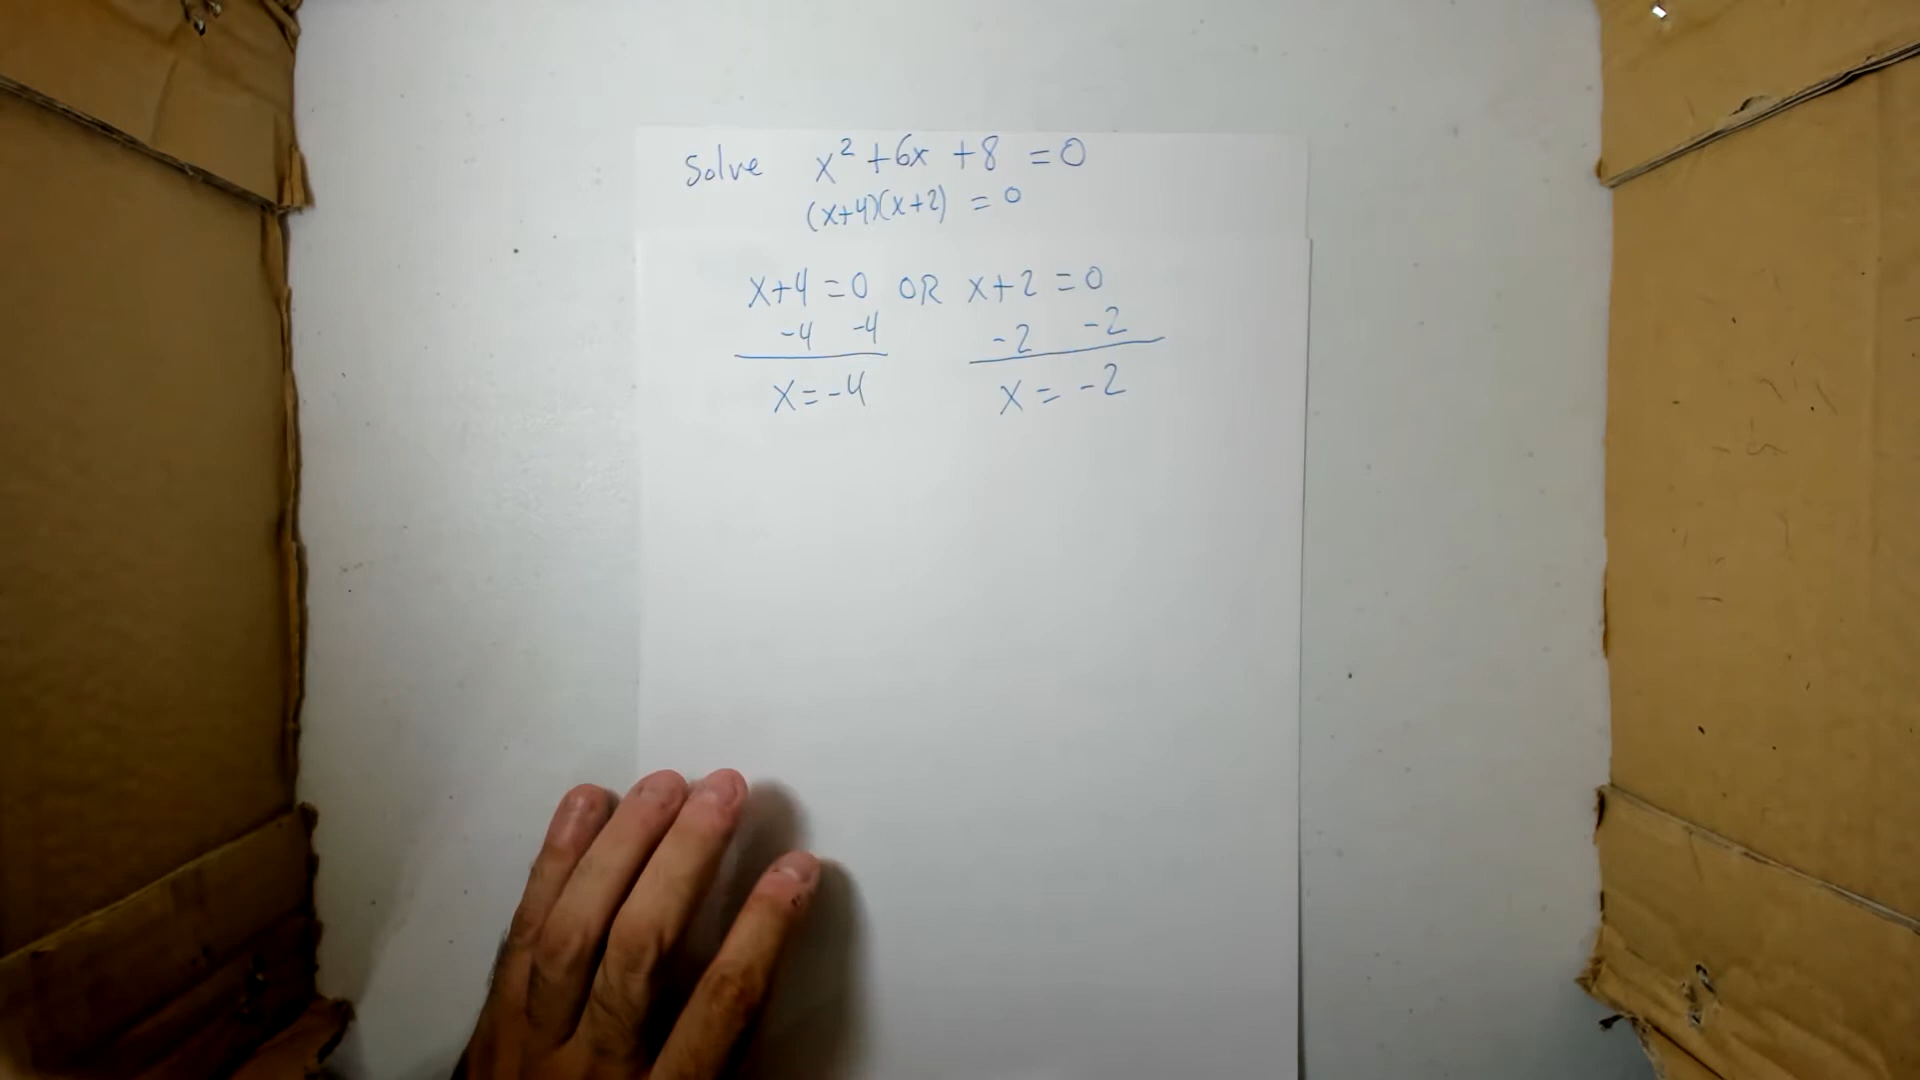 Solve x² + 6x + 8 = 0
(x+4)(x+2) = 0
x+4 = 0 OR x+2 = 0
-4 -4 -2 -2
x = -4 x = -2